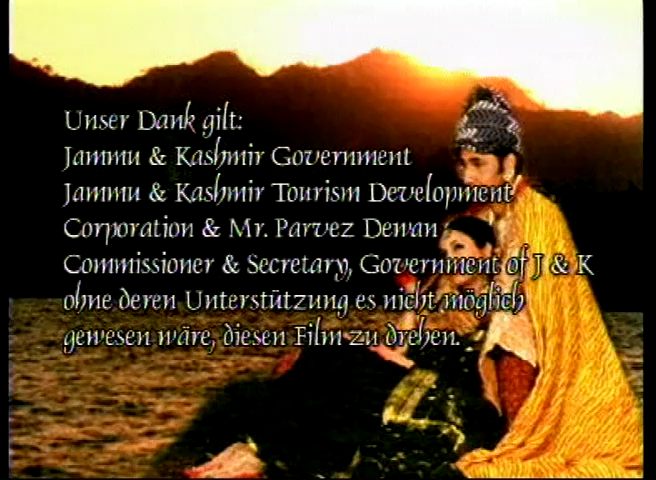 Unser Dank gilt:
Jammu & Kashmir Government
Jammu & Kashmir Tourism Development
Corporation & Mr. Parvez Dewan
Commissioner & Secretary, Government of J & K
ohne deren Unterstützung es nicht möglich
gewesen wäre, diesen Film zu drehen.